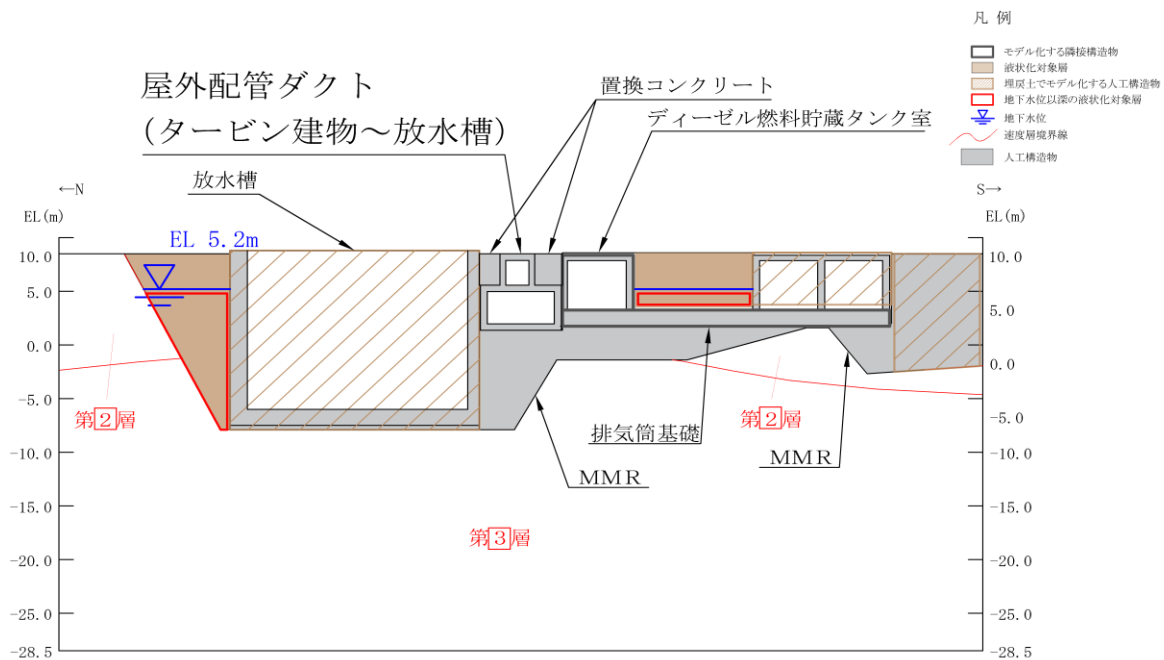 凡 例
モデル化する隣接構造物
液状化対象層
埋戻土でモデル化する人工構造物
地下水位以深の液状化対象層
地下水位
速度層境界線
人工構造物
屋外配管ダクト
(タービン建物～放水槽)
置換コンクリート
ディーゼル燃料貯蔵タンク室
放水槽
←N
S→
EL(m)
EL(m)
EL 5.2m
10.0
5.0
0.0
-5.0
-10.0
-15.0
-20.0
-25.0
-28.5
10.0
5.0
0.0
-5.0
-10.0
-15.0
-20.0
-25.0
-28.5
第2層
第2層
排気筒基礎
MMR
MMR
第3層